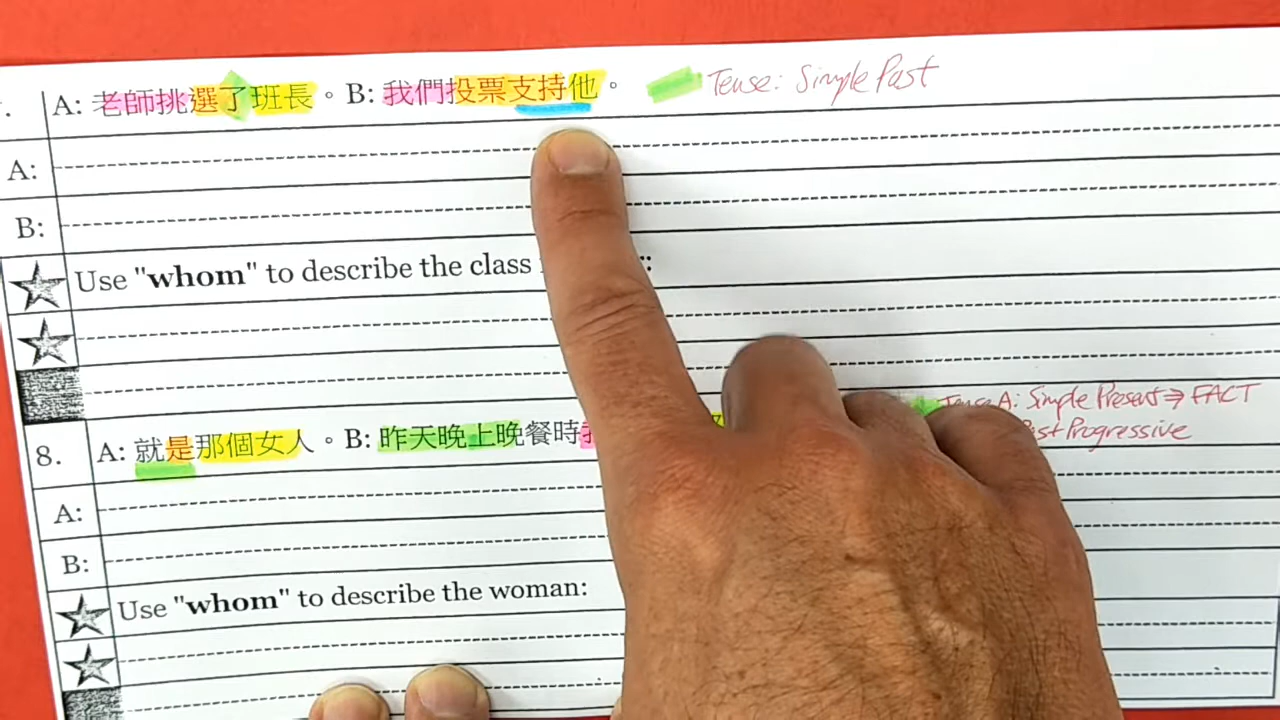 A: 老師挑選了班長。B: 我們投票支持他。 Tense: Simple Past
A:
B:
Use "whom" to describe the class
8. A: 就是那個女人。B: 昨天晚上晚餐時 Tense A: Simple Present ⇒ FACT
Past Progressive
A:
B:
Use "whom" to describe the woman: